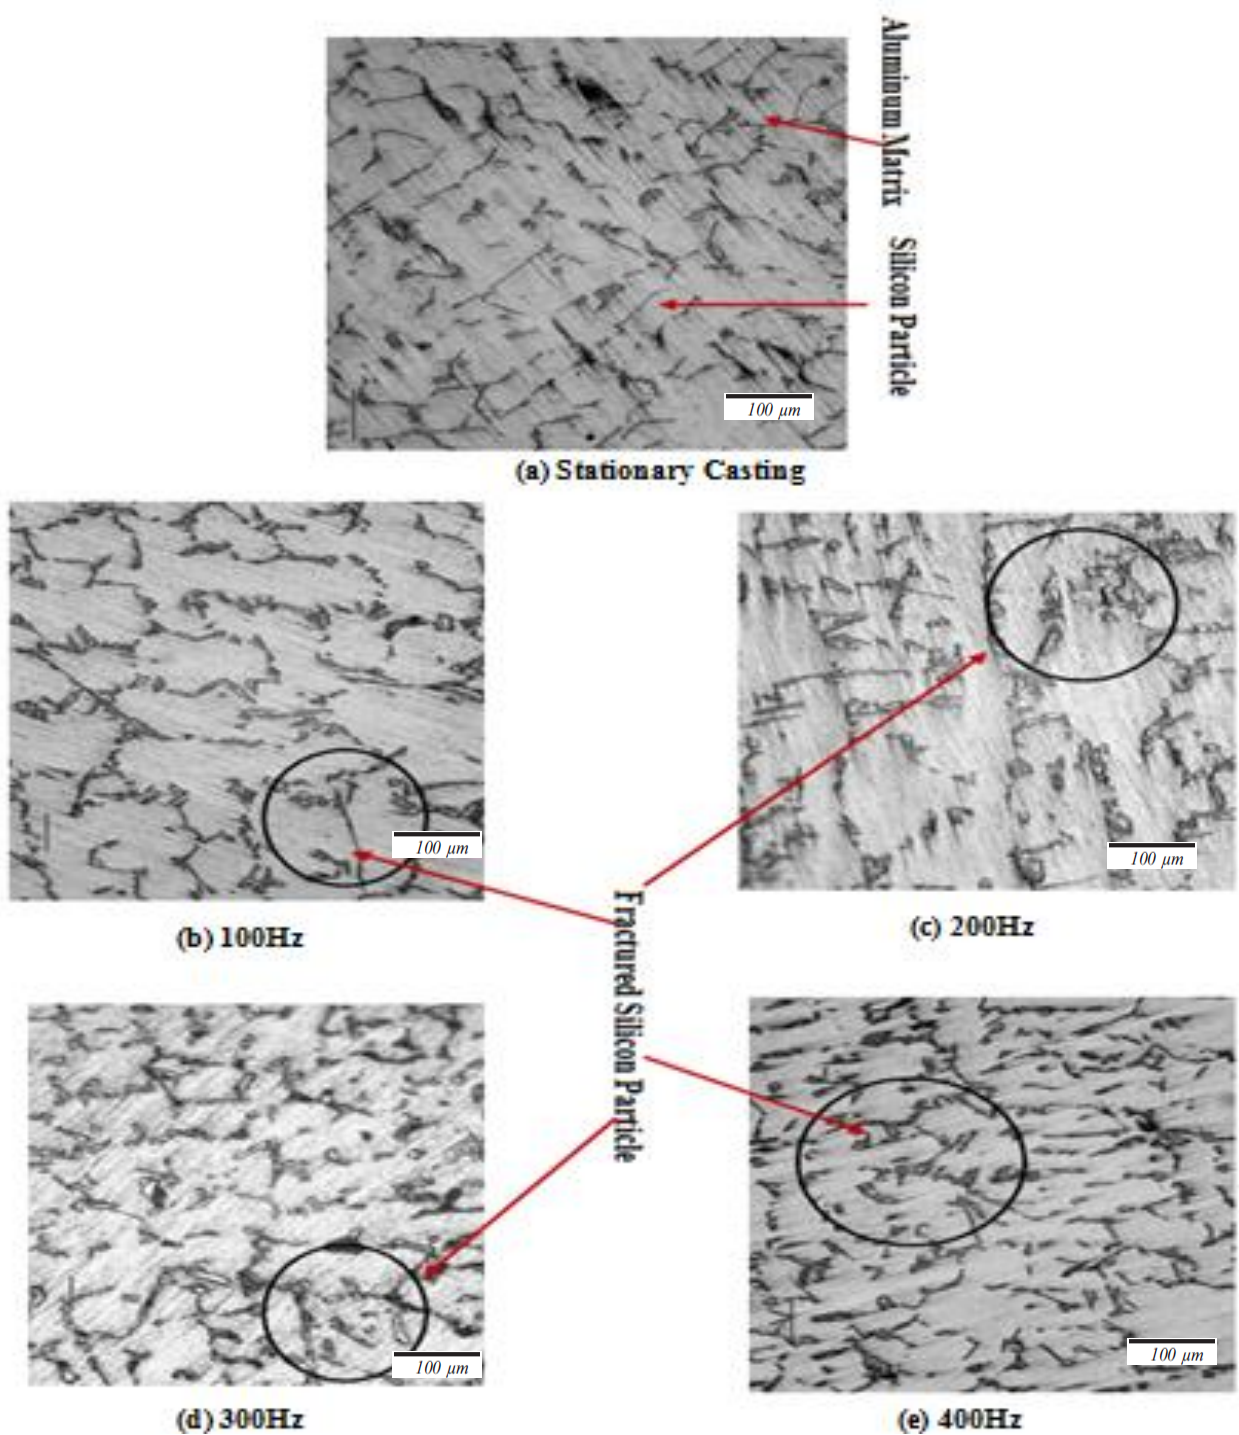 Aluminum Matrix
Silicon Particle
100 µm
(a) Stationary Casting
100 µm
100 µm
(b) 100Hz
(c) 200Hz
Fractured Silicon Particle
100 µm
100 µm
(d) 300Hz
(e) 400Hz